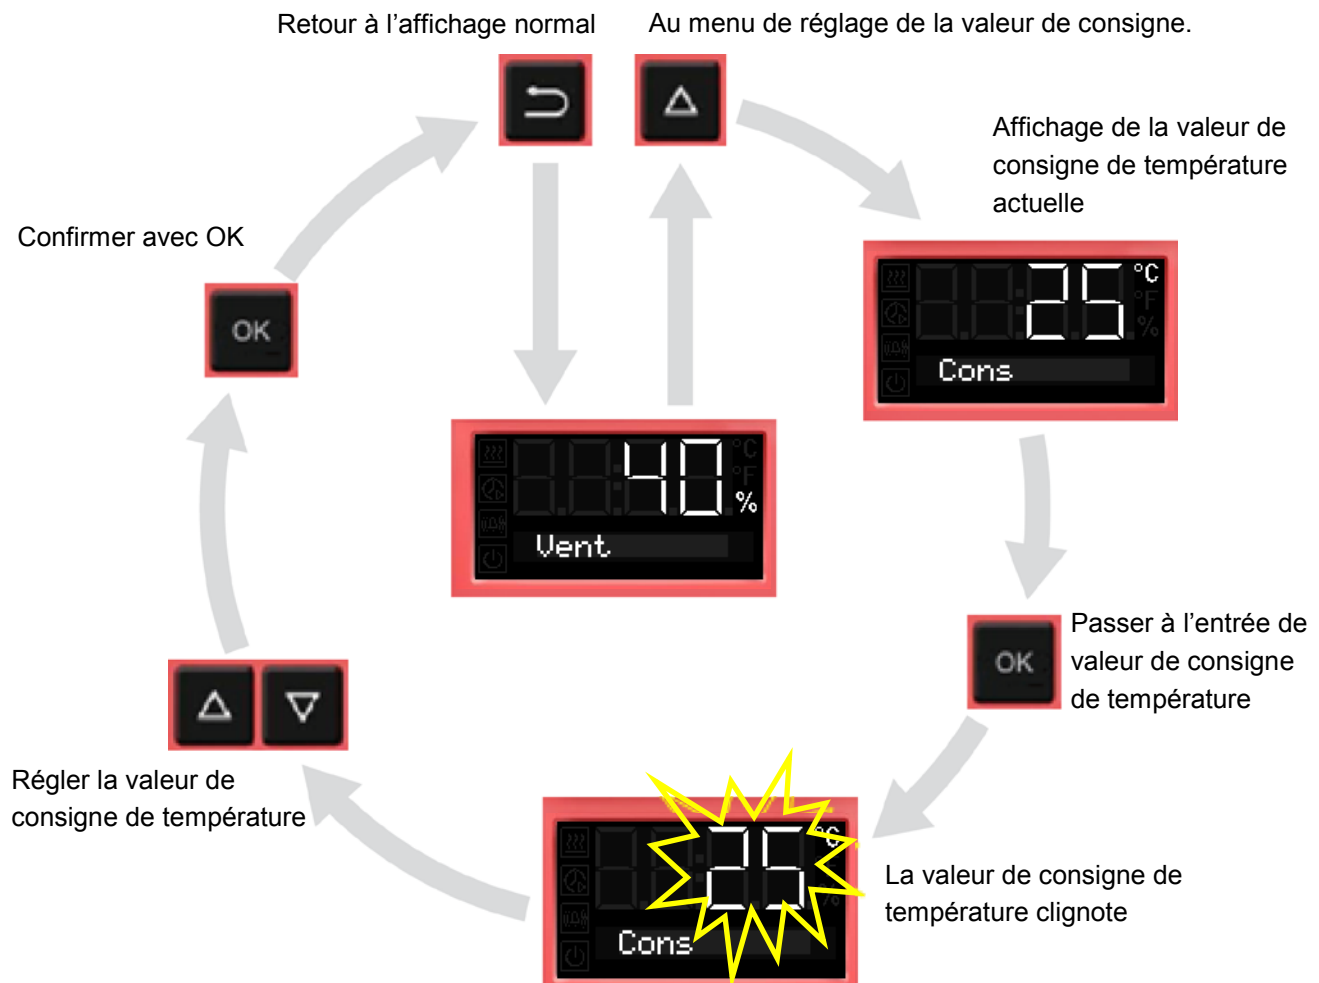 Retour à l’affichage normal
Au menu de réglage de la valeur de consigne.
Affichage de la valeur de
consigne de température
actuelle
Confirmer avec OK
OK
25 °C
°F
%
Cons
40 °C
°F
%
Vent
OK
Passer à l’entrée de
valeur de consigne
de température
Régler la valeur de
consigne de température
25 °C
%
Cons
La valeur de consigne de
température clignote